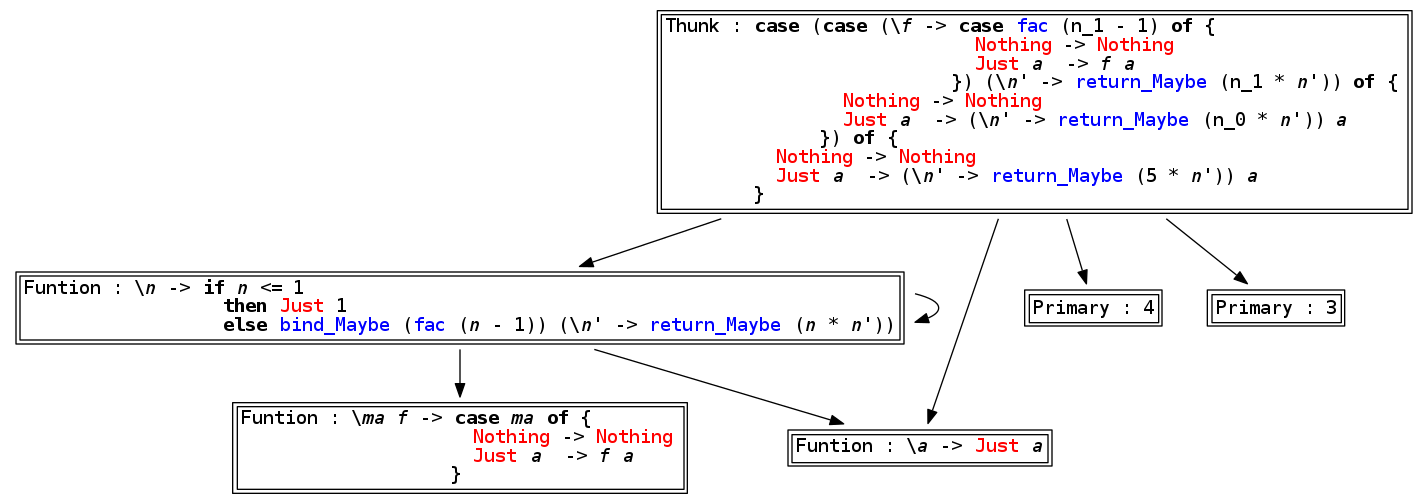 Thunk : case (case (\f -> case fac (n_1 - 1) of {
Nothing -> Nothing
Just a  -> f a
}) (\n' -> return_Maybe (n_1 * n')) of {
Nothing -> Nothing
Just a  -> (\n' -> return_Maybe (n_0 * n')) a
}) of {
Nothing -> Nothing
Just a  -> (\n' -> return_Maybe (5 * n')) a
}
Funtion : \n -> if n <= 1
then Just 1
else bind_Maybe (fac (n - 1)) (\n' -> return_Maybe (n * n'))
Primary : 4
Primary : 3
Funtion : \ma f -> case ma of {
Nothing -> Nothing
Just a  -> f a
}
Funtion : \a -> Just a